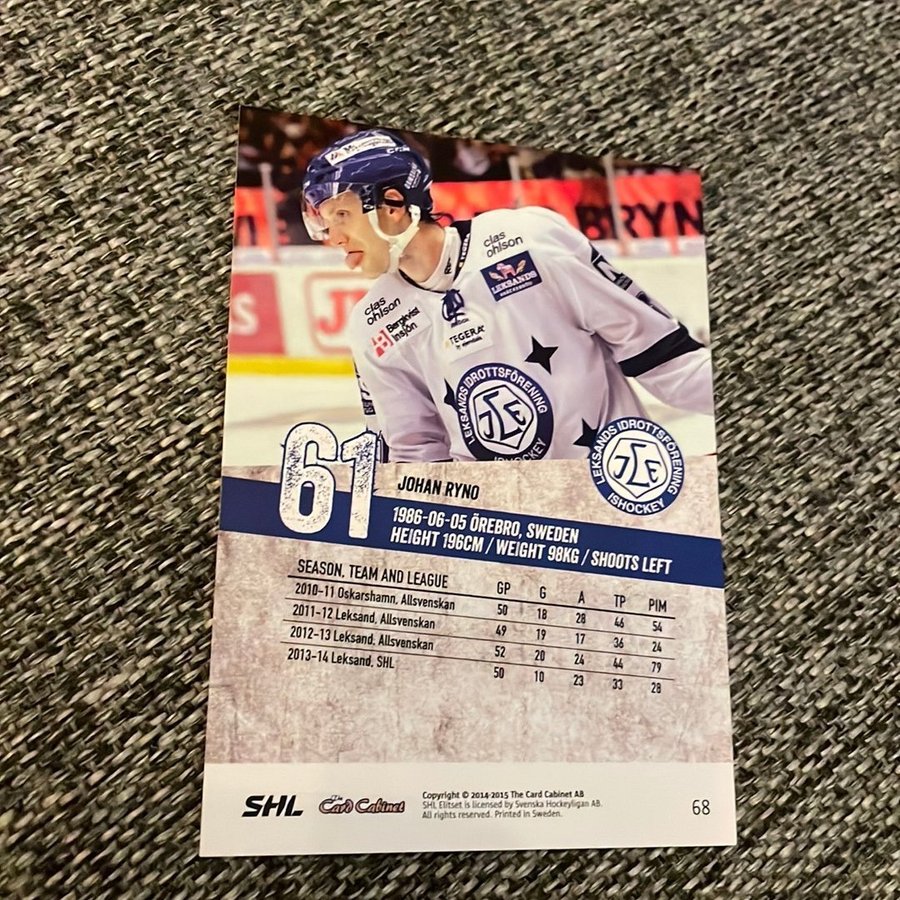 BRYN
clas
ohlson
LEKSANDS
clas
ohlson
Bergkvist
Insjön
TEGERA
LEKSANDS IDROTTSFÖRENING
ISHOCKEY
LEKSANDS IDROTTSFÖRENING
ISHOCKEY
61
JOHAN RYNO
1986-06-05 ÖREBRO, SWEDEN
HEIGHT 196CM / WEIGHT 98KG / SHOOTS LEFT
SEASON, TEAM AND LEAGUE GP G A TP PIM
2010-11 Oskarshamn, Allsvenskan 50 18 28 46 54
2011-12 Leksand, Allsvenskan 49 19 17 36 24
2012-13 Leksand, Allsvenskan 52 20 24 44 79
2013-14 Leksand, SHL 50 10 23 33 28
SHL
The Card Cabinet
Copyright © 2014-2015 The Card Cabinet AB
SHL Elitset is licensed by Svenska Hockeyligan AB.
All rights reserved. Printed in Sweden.
68